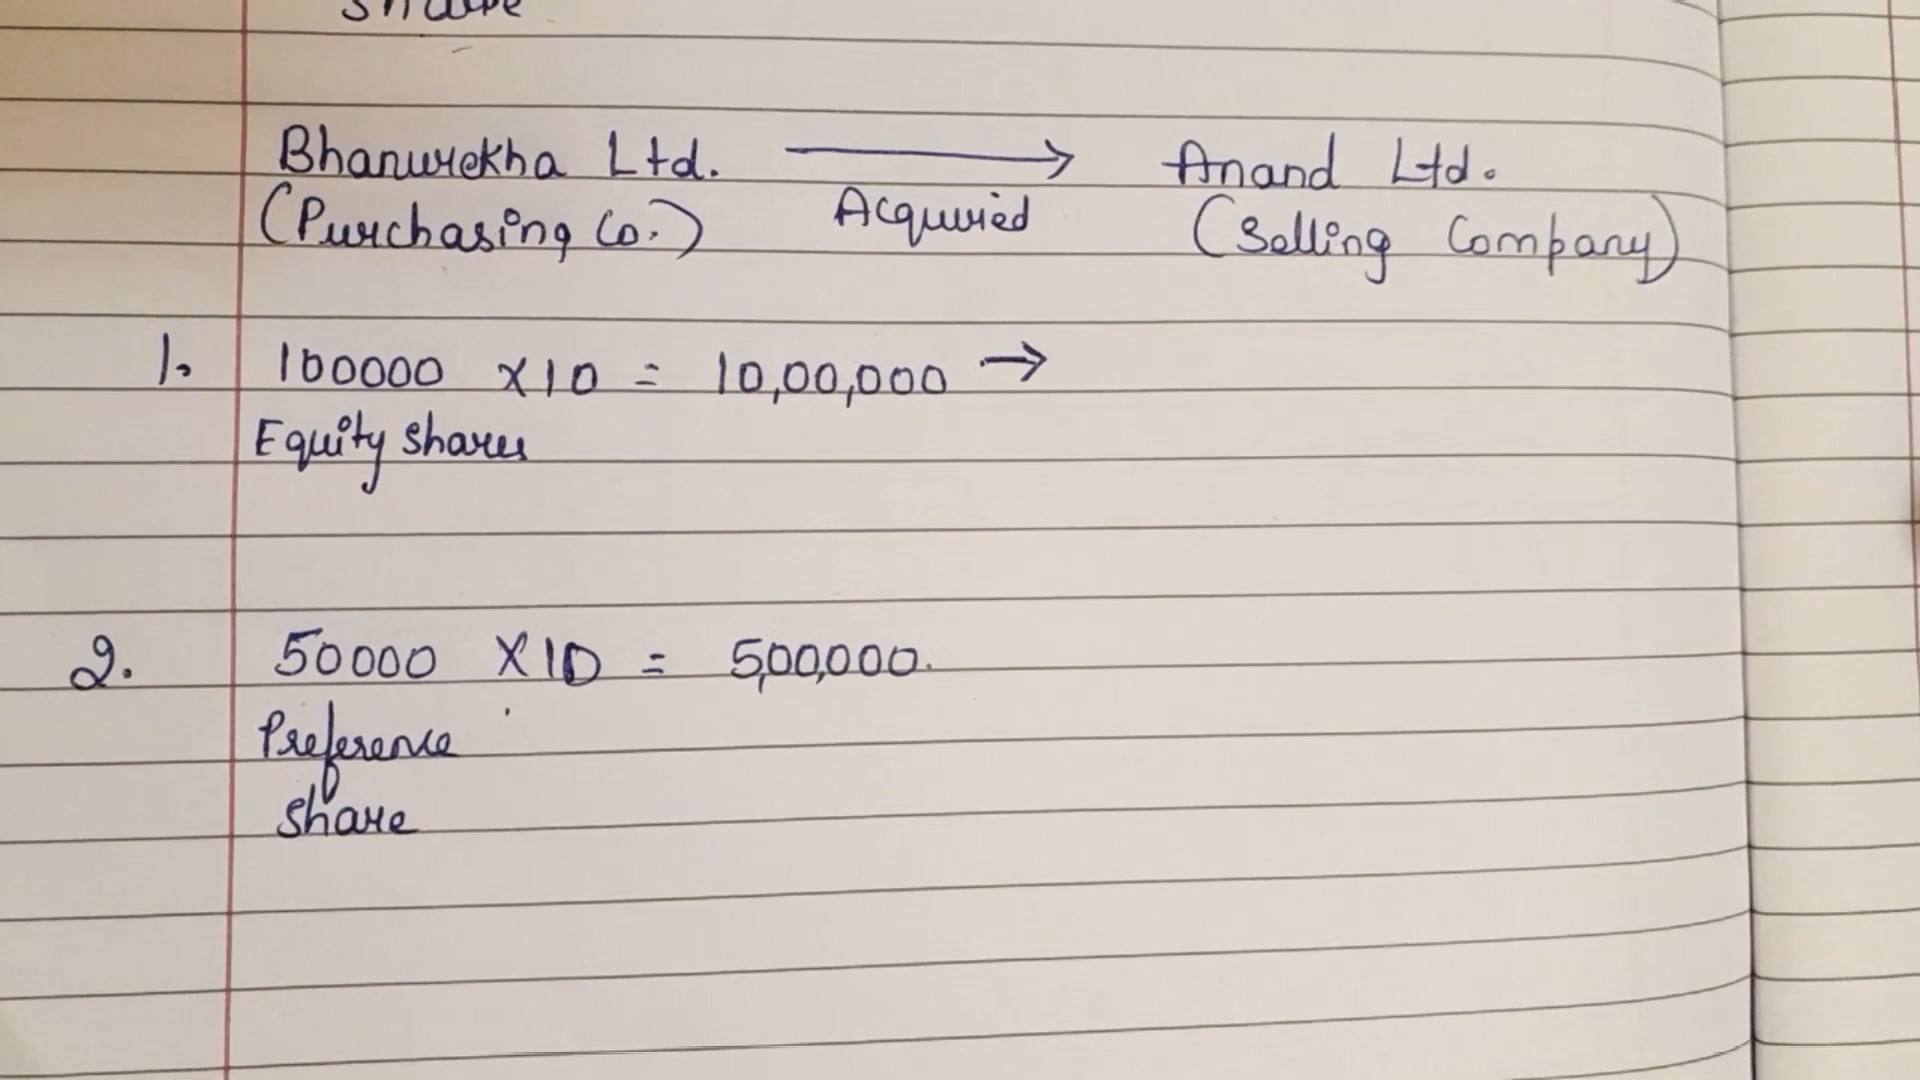 share
Bhanurekha Ltd. → Anand Ltd.
(Purchasing Co.) Acquried (Selling Company)
1. 100000 X10 = 10,00,000 →
Equity shares
2. 50000 X10 = 5,00,000.
Preference
share